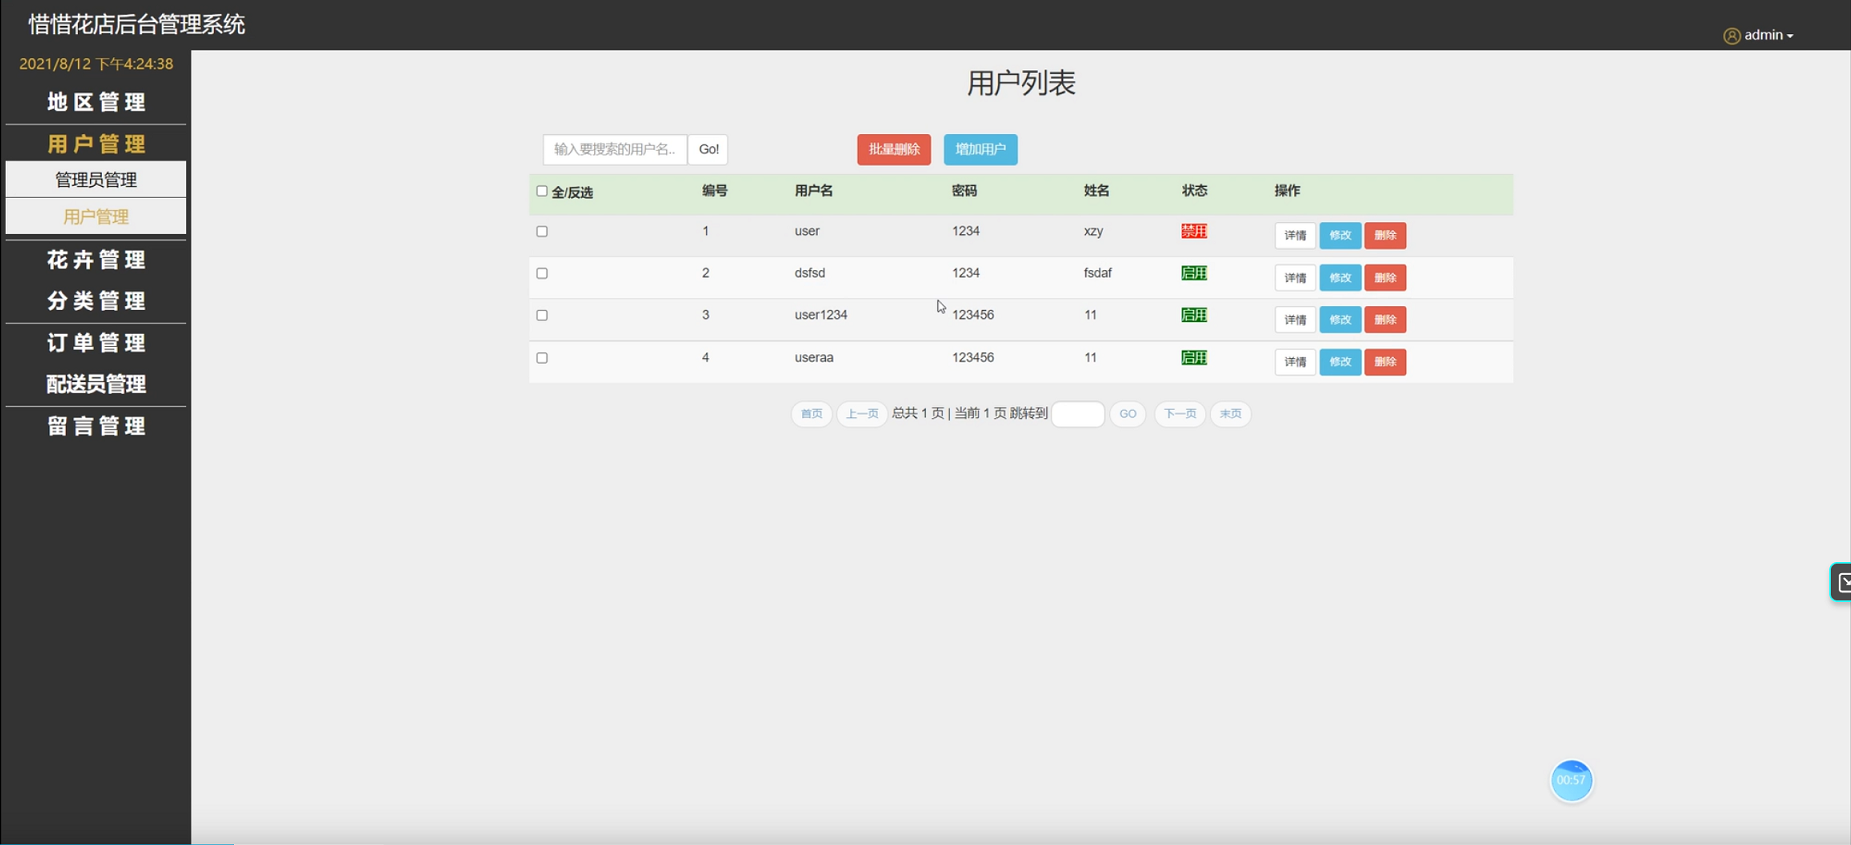 惜惜花店后台管理系统
admin
2021/8/12 下午4:24:38
地 区 管 理
用 户 管 理
管理员管理
用户管理
花 卉 管 理
分 类 管 理
订 单 管 理
配送员管理
留 言 管 理
用户列表
输入要搜索的用户名.. Go! 批量删除 增加用户
全/反选 编号 用户名 密码 姓名 状态 操作
1 user 1234 xzy 禁用 详情 修改 删除
2 dsfsd 1234 fsdaf 启用 详情 修改 删除
3 user1234 123456 11 启用 详情 修改 删除
4 useraa 123456 11 启用 详情 修改 删除
首页 上一页 总共 1 页 | 当前 1 页 跳转到 GO 下一页 末页
00:57